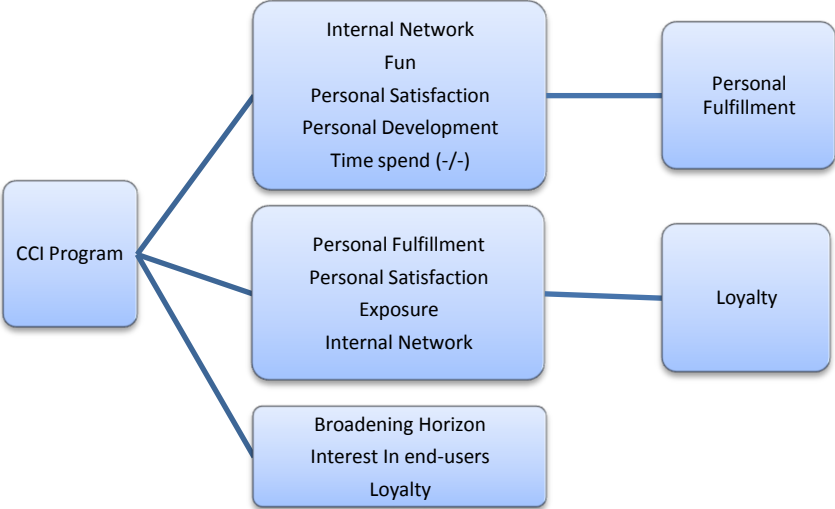 CCI Program
Internal Network
Fun
Personal Satisfaction
Personal Development
Time spend (-/-)
Personal
Fulfillment
Personal Fulfillment
Personal Satisfaction
Exposure
Internal Network
Loyalty
Broadening Horizon
Interest In end-users
Loyalty